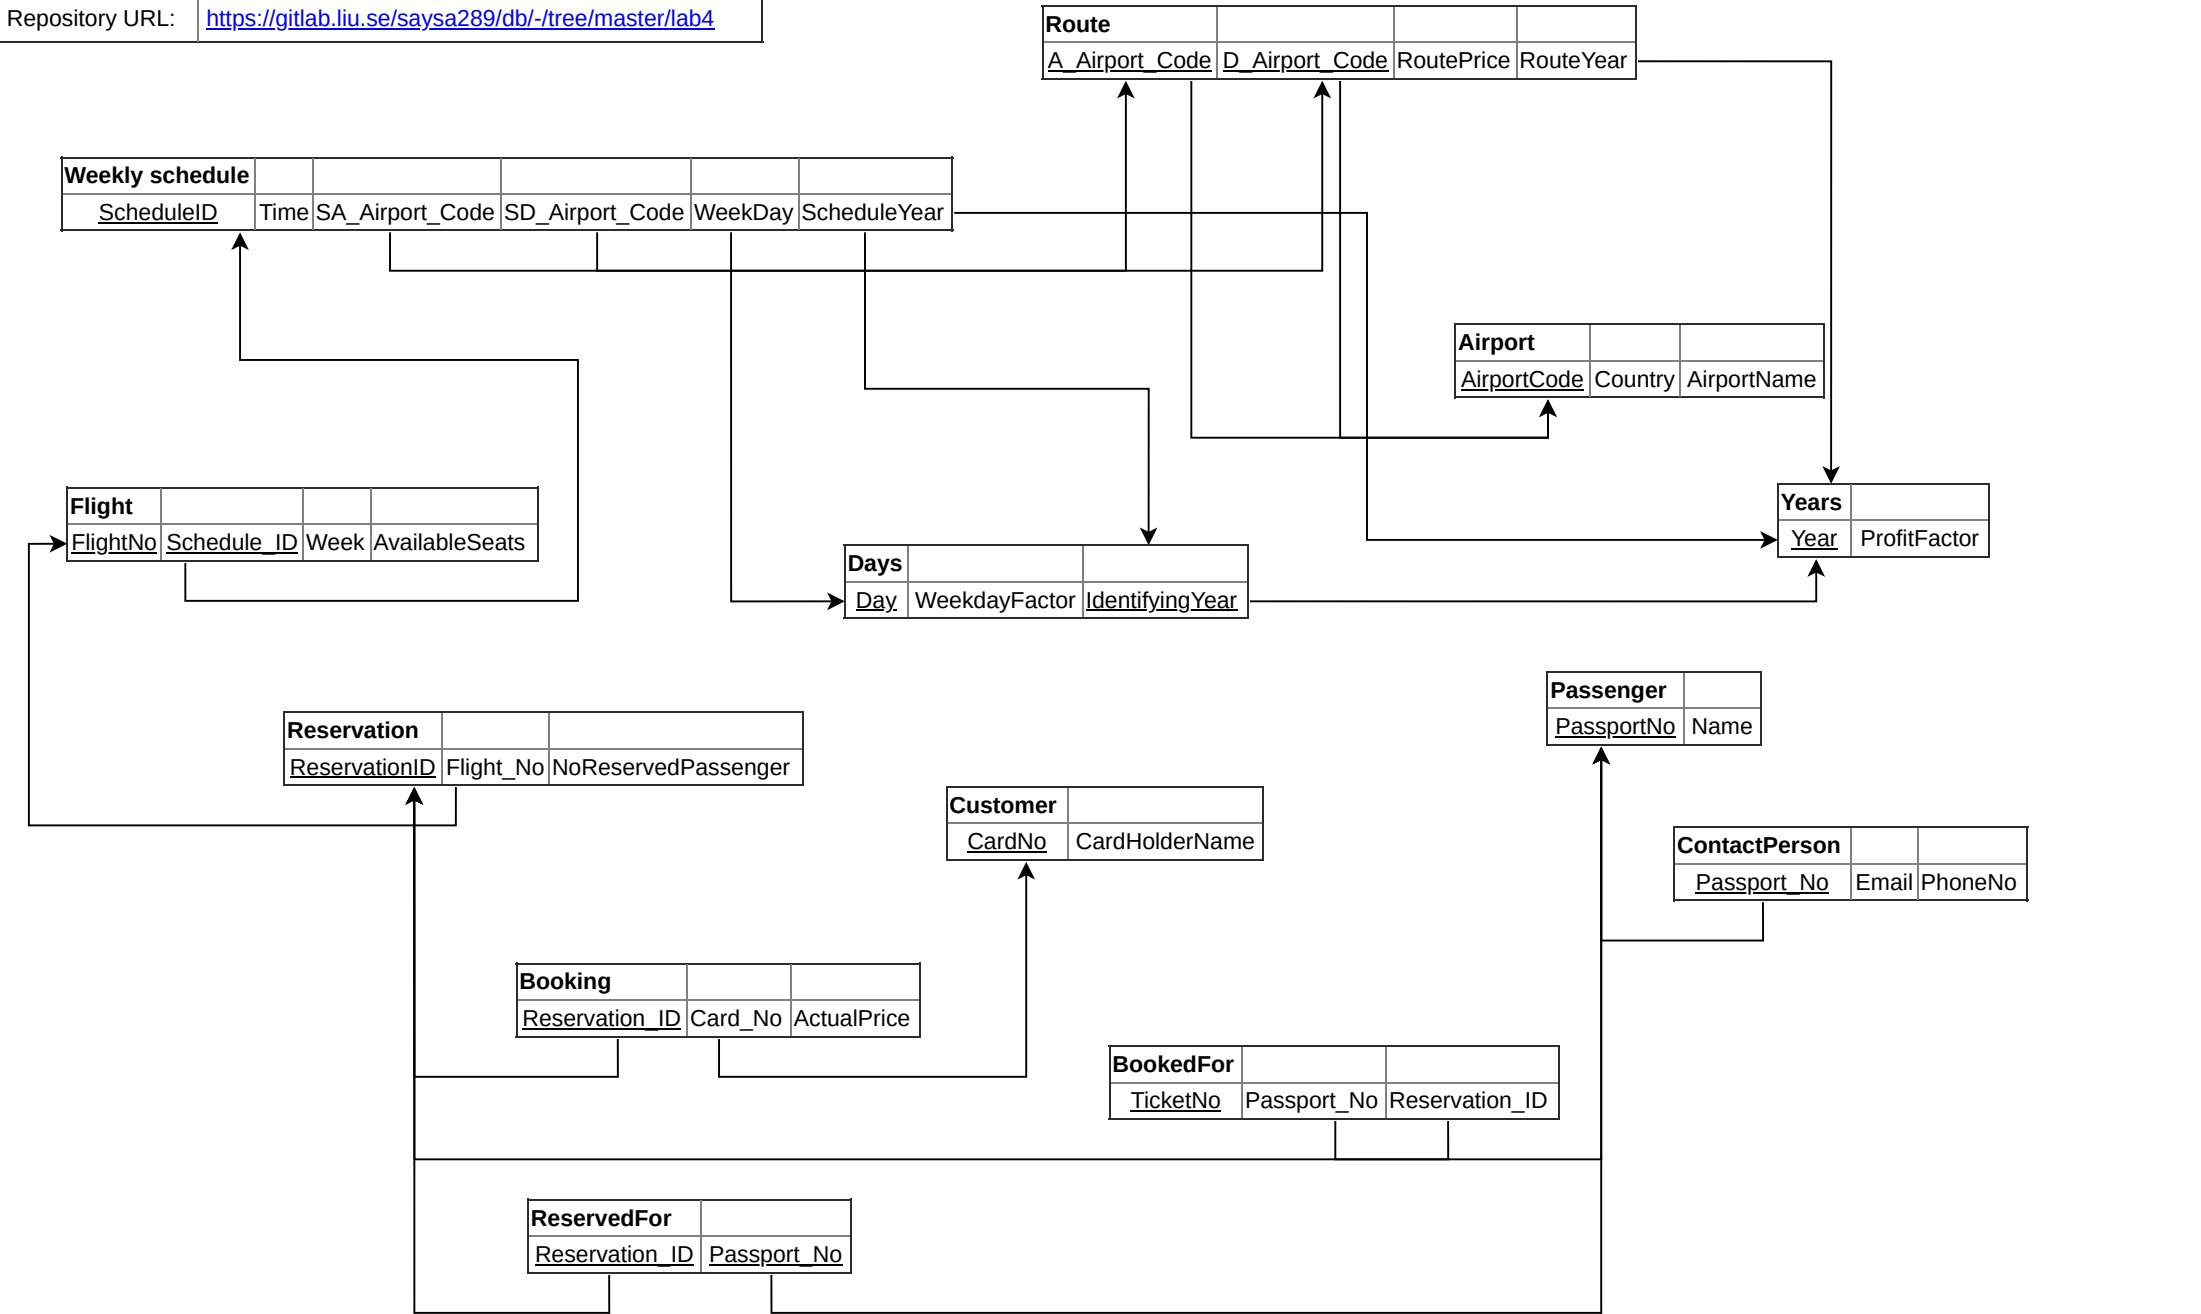 Repository URL: https://gitlab.liu.se/saysa289/db/-/tree/master/lab4
Route
A_Airport_Code D_Airport_Code RoutePrice RouteYear
Weekly schedule
ScheduleID Time SA_Airport_Code SD_Airport_Code WeekDay ScheduleYear
Airport
AirportCode Country AirportName
Flight
FlightNo Schedule_ID Week AvailableSeats
Years
Year ProfitFactor
Days
Day WeekdayFactor IdentifyingYear
Passenger
PassportNo Name
Reservation
ReservationID Flight_No NoReservedPassenger
Customer
CardNo CardHolderName
ContactPerson
Passport_No Email PhoneNo
Booking
Reservation_ID Card_No ActualPrice
BookedFor
TicketNo Passport_No Reservation_ID
ReservedFor
Reservation_ID Passport_No